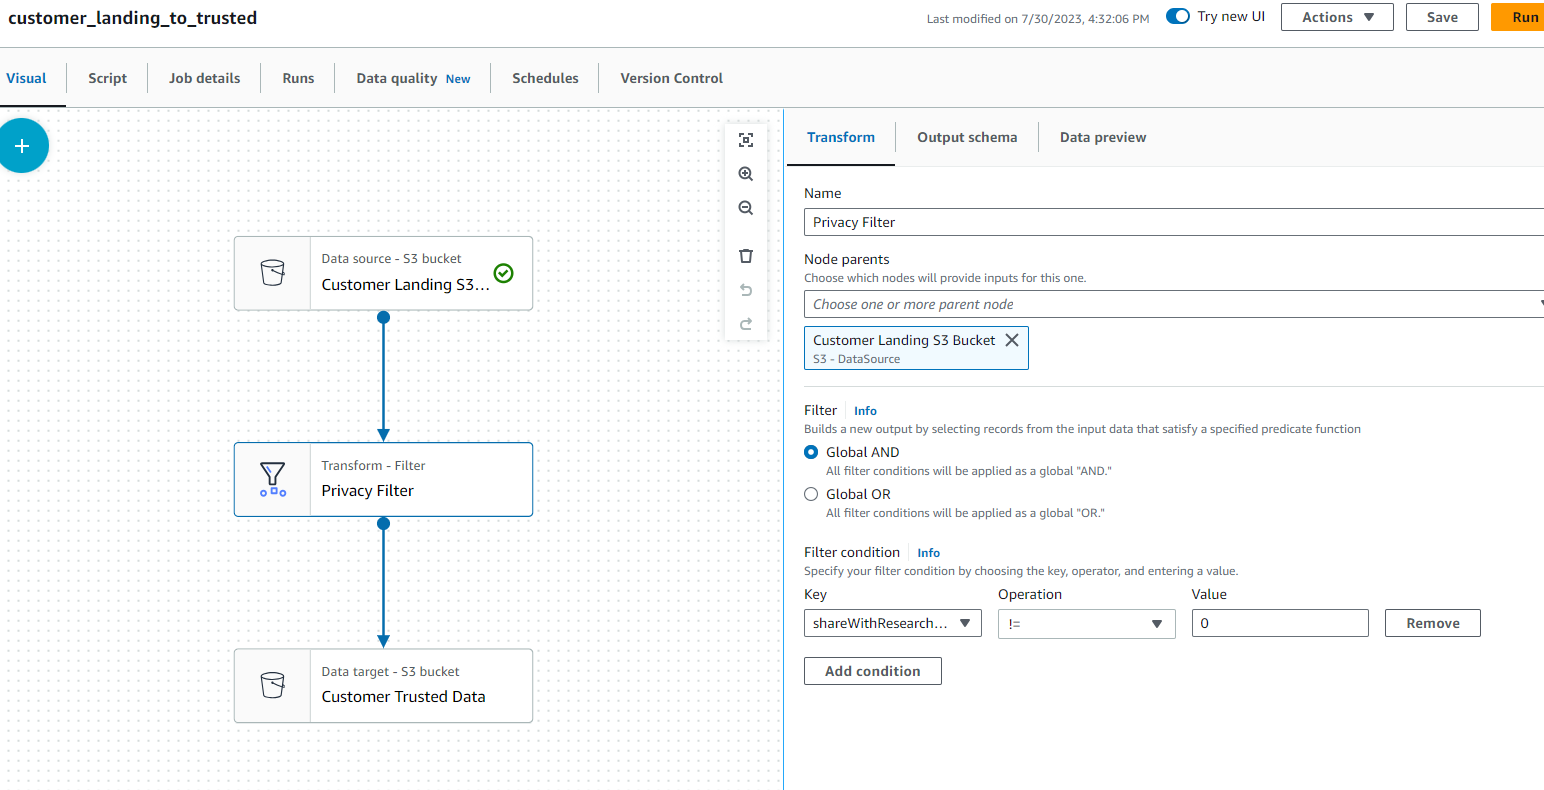 customer_landing_to_trusted
Last modified on 7/30/2023, 4:32:06 PM
Try new UI
Actions
Save
Run
Visual
Script
Job details
Runs
Data quality New
Schedules
Version Control
Data source - S3 bucket
Customer Landing S3...
Transform - Filter
Privacy Filter
Data target - S3 bucket
Customer Trusted Data
Transform
Output schema
Data preview
Name
Privacy Filter
Node parents
Choose which nodes will provide inputs for this one.
Choose one or more parent node
Customer Landing S3 Bucket
S3 - DataSource
Filter Info
Builds a new output by selecting records from the input data that satisfy a specified predicate function
Global AND
All filter conditions will be applied as a global "AND."
Global OR
All filter conditions will be applied as a global "OR."
Filter condition Info
Specify your filter condition by choosing the key, operator, and entering a value.
Key Operation Value
shareWithResearch... != 0 Remove
Add condition